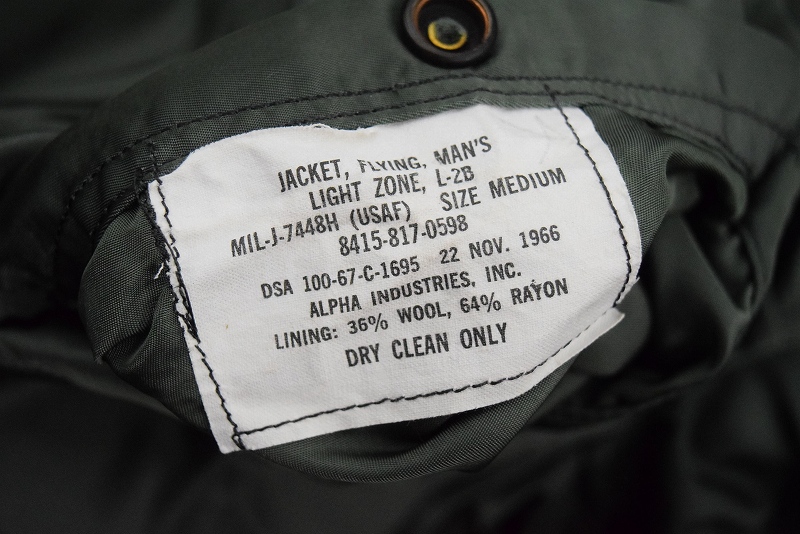 JACKET, FLYING, MAN'S
LIGHT ZONE, L-2B
MIL-J-7448H (USAF) SIZE MEDIUM
8415-817-0598
DSA 100-67-C-1695 22 NOV. 1966
ALPHA INDUSTRIES, INC.
LINING: 36% WOOL, 64% RAYON
DRY CLEAN ONLY